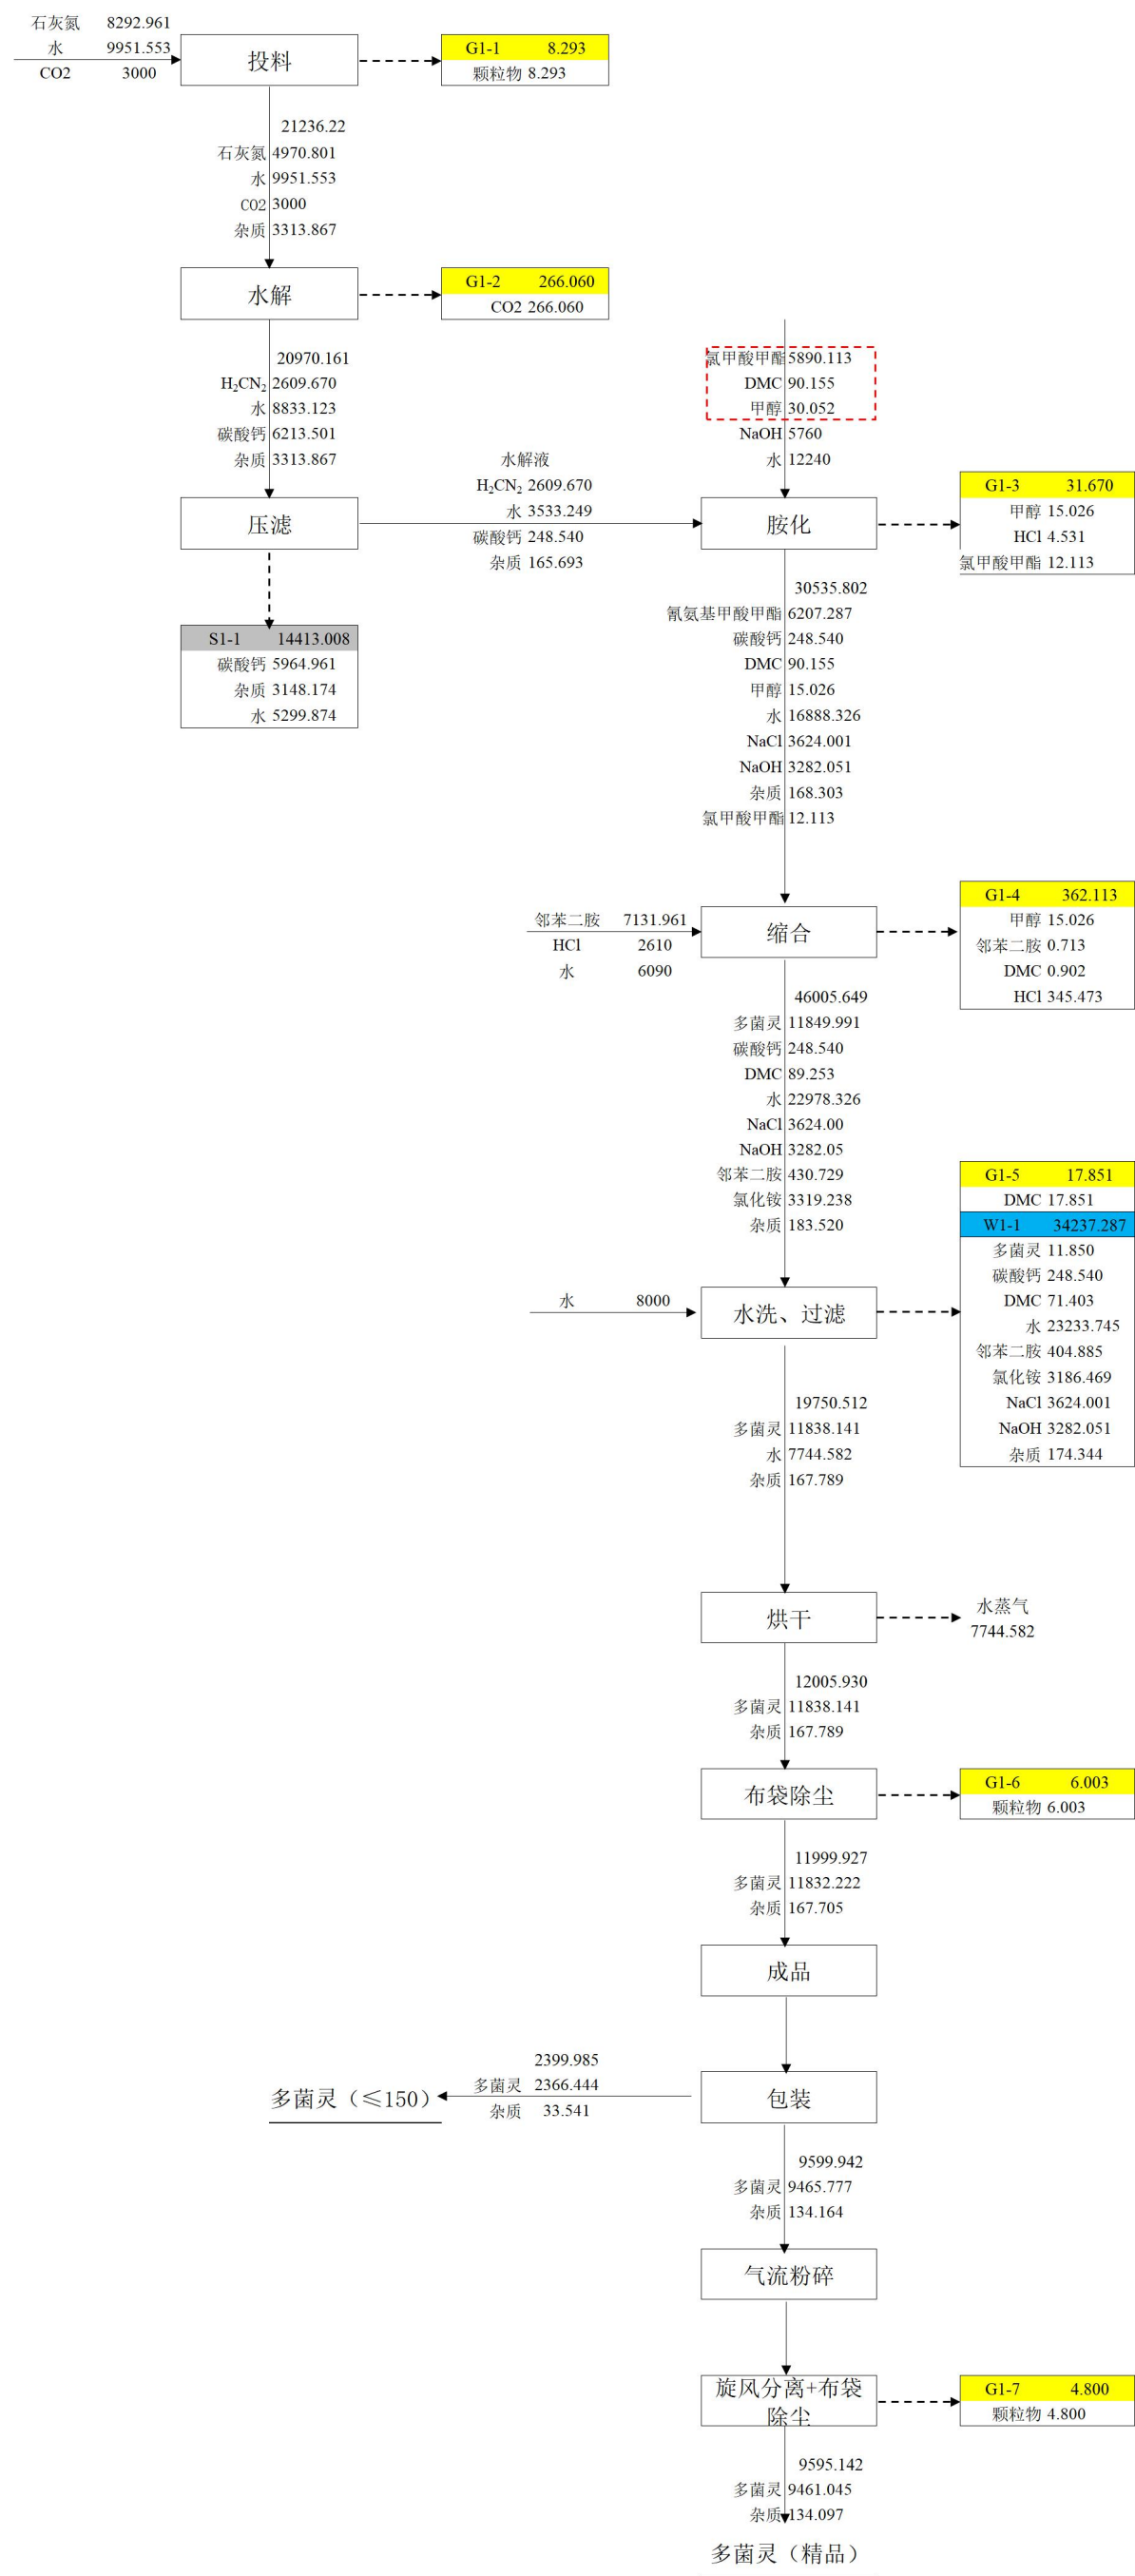 石灰氮 8292.961
水 9951.553
CO2 3000
投料
G1-1 8.293
颗粒物 8.293
21236.22
石灰氮 4970.801
水 9951.553
CO2 3000
杂质 3313.867
水解
G1-2 266.060
CO2 266.060
20970.161
H₂CN₂ 2609.670
水 8833.123
碳酸钙 6213.501
杂质 3313.867
压滤
S1-1 14413.008
碳酸钙 5964.961
杂质 3148.174
水 5299.874
水解液
H₂CN₂ 2609.670
水 3533.249
碳酸钙 248.540
杂质 165.693
氯甲酸甲酯 5890.113
DMC 90.155
甲醇 30.052
NaOH 5760
水 12240
胺化
G1-3 31.670
甲醇 15.026
HCl 4.531
氯甲酸甲酯 12.113
30535.802
氰氨基甲酸甲酯 6207.287
碳酸钙 248.540
DMC 90.155
甲醇 15.026
水 16888.326
NaCl 3624.001
NaOH 3282.051
杂质 168.303
氯甲酸甲酯 12.113
邻苯二胺 7131.961
HCl 2610
水 6090
缩合
G1-4 362.113
甲醇 15.026
邻苯二胺 0.713
DMC 0.902
HCl 345.473
46005.649
多菌灵 11849.991
碳酸钙 248.540
DMC 89.253
水 22978.326
NaCl 3624.00
NaOH 3282.05
邻苯二胺 430.729
氯化铵 3319.238
杂质 183.520
水 8000
水洗、过滤
G1-5 17.851
DMC 17.851
W1-1 34237.287
多菌灵 11.850
碳酸钙 248.540
DMC 71.403
水 23233.745
邻苯二胺 404.885
氯化铵 3186.469
NaCl 3624.001
NaOH 3282.051
杂质 174.344
19750.512
多菌灵 11838.141
水 7744.582
杂质 167.789
烘干
水蒸气
7744.582
12005.930
多菌灵 11838.141
杂质 167.789
布袋除尘
G1-6 6.003
颗粒物 6.003
11999.927
多菌灵 11832.222
杂质 167.705
成品
包装
2399.985
多菌灵 2366.444
杂质 33.541
多菌灵（≤150）
9599.942
多菌灵 9465.777
杂质 134.164
气流粉碎
旋风分离+布袋
除尘
G1-7 4.800
颗粒物 4.800
9595.142
多菌灵 9461.045
杂质 134.097
多菌灵（精品）